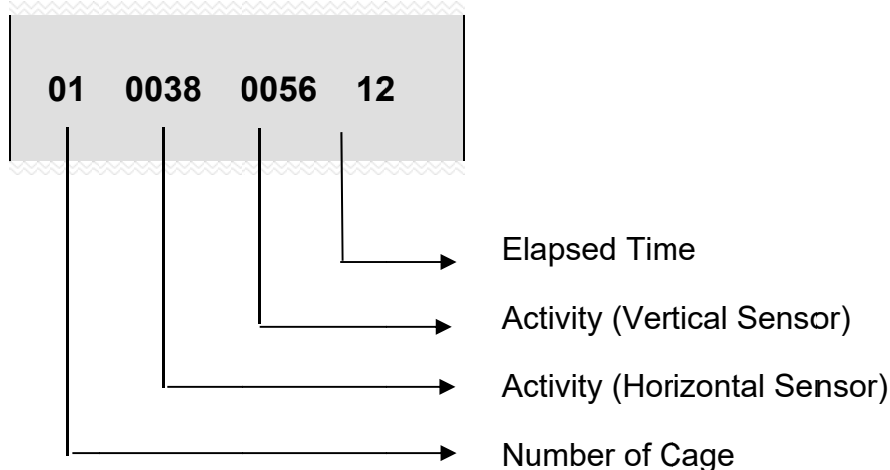 01 0038 0056 12
Elapsed Time
Activity (Vertical Sensor)
Activity (Horizontal Sensor)
Number of Cage